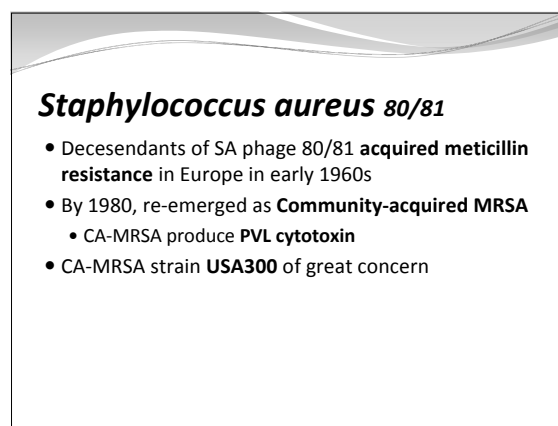 Staphylococcus aureus 80/81
• Decesendants of SA phage 80/81 acquired meticillin
resistance in Europe in early 1960s
• By 1980, re-emerged as Community-acquired MRSA
• CA-MRSA produce PVL cytotoxin
• CA-MRSA strain USA300 of great concern